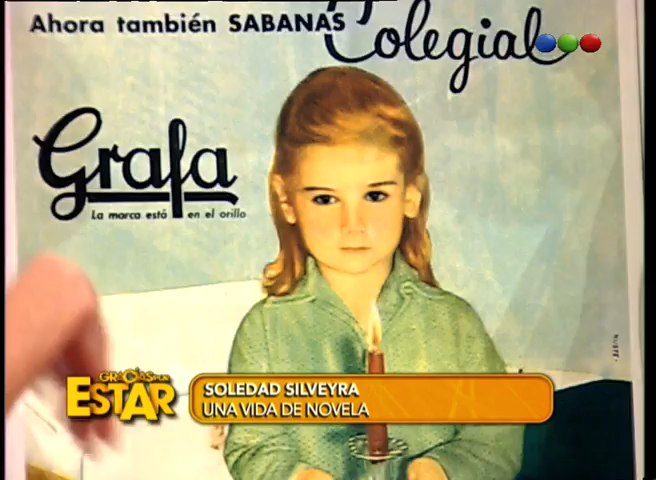 Ahora también SABANAS
Colegial
Grafa
La marca está en el orillo
GRACIAS POR
ESTAR
SOLEDAD SILVEYRA
UNA VIDA DE NOVELA